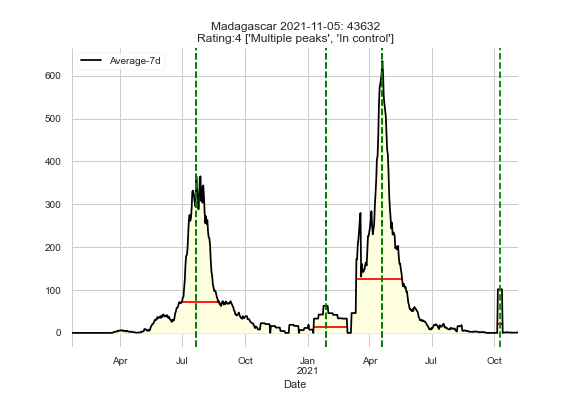 Madagascar 2021-11-05: 43632
Rating:4 ['Multiple peaks', 'In control']
Average-7d
600
500
400
300
200
100
0
Apr Jul Oct Jan Apr Jul Oct
2021
Date